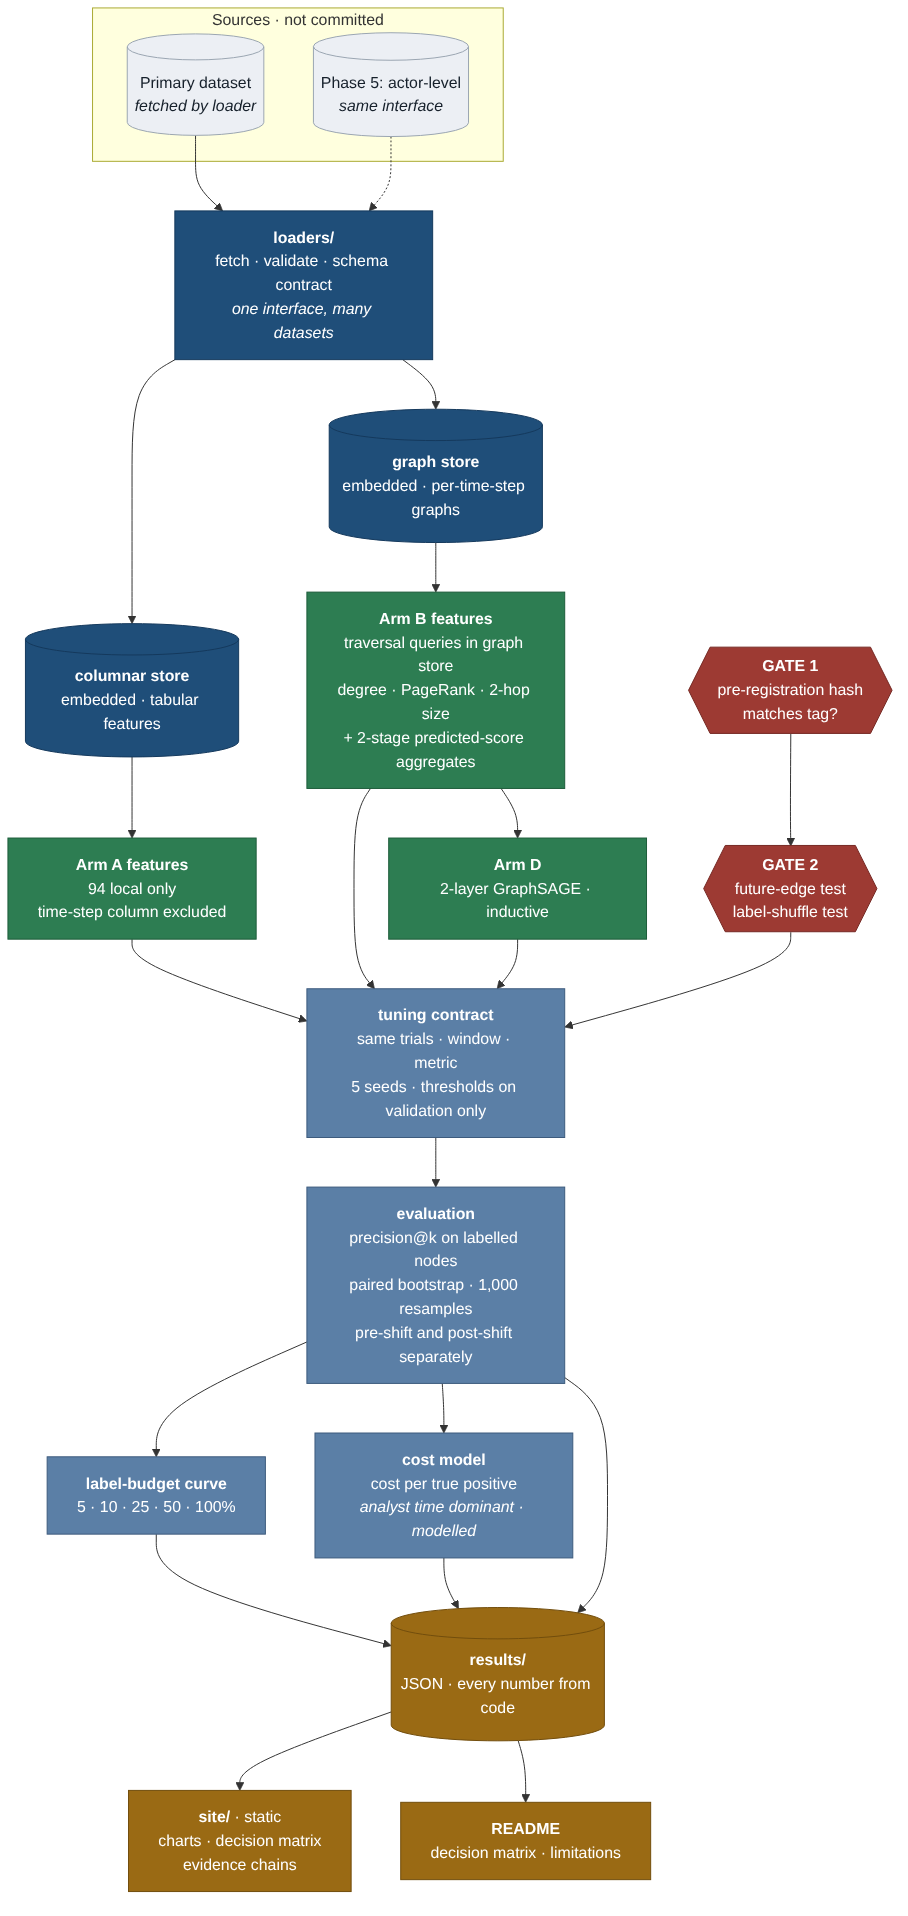 Sources · not committed
Primary dataset
fetched by loader
Phase 5: actor-level
same interface
loaders/
fetch · validate · schema
contract
one interface, many
datasets
graph store
embedded · per-time-step
graphs
columnar store
embedded · tabular
features
Arm B features
traversal queries in graph
store
degree · PageRank · 2-hop
size
+ 2-stage predicted-score
aggregates
GATE 1
pre-registration hash
matches tag?
Arm A features
94 local only
time-step column excluded
Arm D
2-layer GraphSAGE ·
inductive
GATE 2
future-edge test
label-shuffle test
tuning contract
same trials · window ·
metric
5 seeds · thresholds on
validation only
evaluation
precision@k on labelled
nodes
paired bootstrap · 1,000
resamples
pre-shift and post-shift
separately
label-budget curve
5 · 10 · 25 · 50 · 100%
cost model
cost per true positive
analyst time dominant ·
modelled
results/
JSON · every number from
code
site/ · static
charts · decision matrix
evidence chains
README
decision matrix · limitations